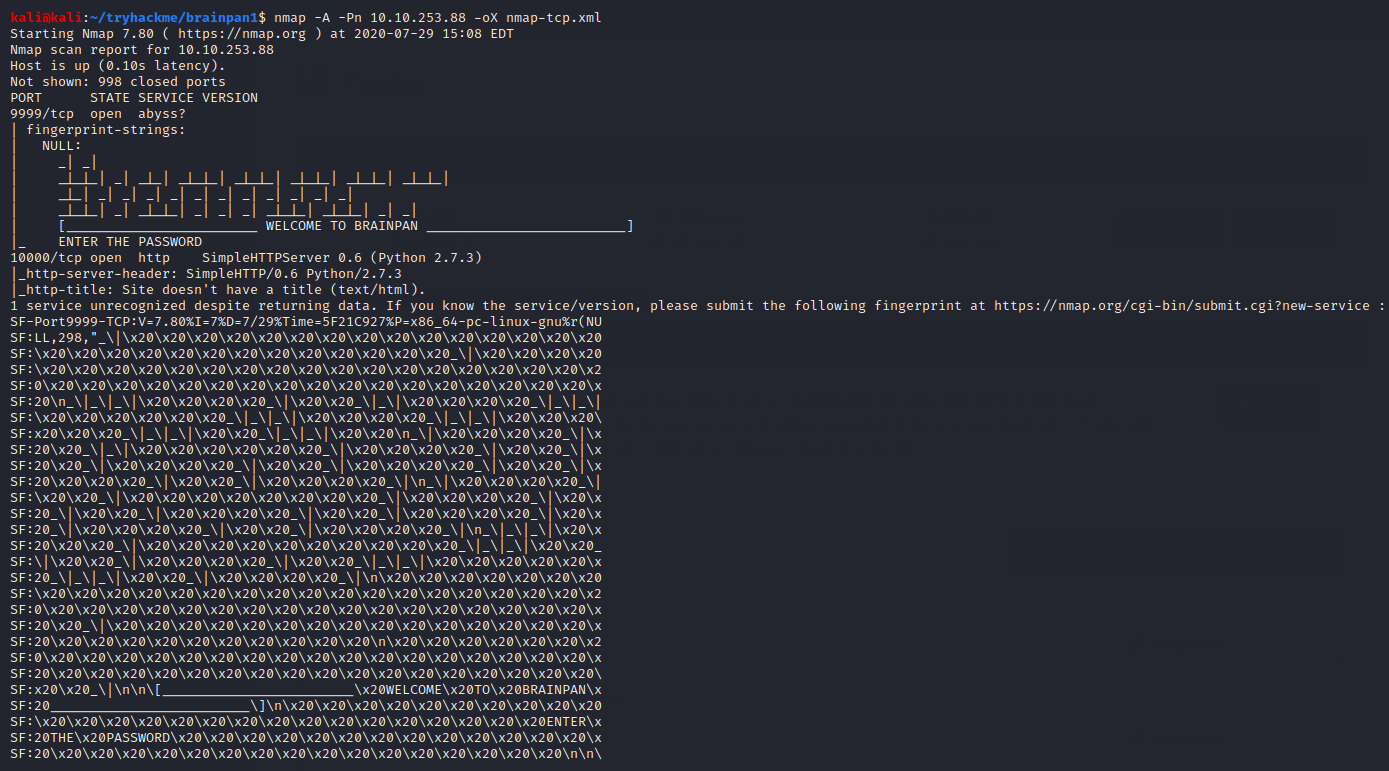 kali@kali:~/tryhackme/brainpan1$ nmap -A -Pn 10.10.253.88 -oX nmap-tcp.xml
Starting Nmap 7.80 ( https://nmap.org ) at 2020-07-29 15:08 EDT
Nmap scan report for 10.10.253.88
Host is up (0.10s latency).
Not shown: 998 closed ports
PORT      STATE SERVICE VERSION
9999/tcp  open  abyss?
| fingerprint-strings:
|   NULL:
|     _| _|
|     _|_|_| _| _|_| _|_|_| _|_|_| _|_|_| _|_|_| _|_|_|
|     _|_| _| _| _| _| _| _| _| _| _| _| _|
|     _|_|_| _| _|_|_| _| _| _| _|_|_| _|_|_| _| _|
|     [________________________ WELCOME TO BRAINPAN _________________________]
|_    ENTER THE PASSWORD
10000/tcp open  http    SimpleHTTPServer 0.6 (Python 2.7.3)
|_http-server-header: SimpleHTTP/0.6 Python/2.7.3
|_http-title: Site doesn't have a title (text/html).
1 service unrecognized despite returning data. If you know the service/version, please submit the following fingerprint at https://nmap.org/cgi-bin/submit.cgi?new-service :
SF-Port9999-TCP:V=7.80%I=7%D=7/29%Time=5F21C927%P=x86_64-pc-linux-gnu%r(NU
SF:LL,298,"_\|\x20\x20\x20\x20\x20\x20\x20\x20\x20\x20\x20\x20\x20\x20\x20
SF:\x20\x20\x20\x20\x20\x20\x20\x20\x20\x20\x20\x20_\|\x20\x20\x20\x20
SF:\x20\x20\x20\x20\x20\x20\x20\x20\x20\x20\x20\x20\x20\x20\x20\x20\x20\x2
SF:0\x20\x20\x20\x20\x20\x20\x20\x20\x20\x20\x20\x20\x20\x20\x20\x20\x20\x
SF:20\n_\|_\|_\|\x20\x20\x20\x20_\|\x20\x20_\|_\|\x20\x20\x20\x20_\|_\|_\|
SF:\x20\x20\x20\x20\x20\x20_\|_\|_\|\x20\x20\x20\x20_\|_\|_\|\x20\x20\x20\
SF:x20\x20\x20_\|_\|_\|\x20\x20_\|_\|_\|\x20\x20\n_\|\x20\x20\x20\x20_\|\x
SF:20\x20_\|_\|\x20\x20\x20\x20\x20\x20_\|\x20\x20\x20\x20_\|\x20\x20_\|\x
SF:20\x20_\|\x20\x20\x20\x20_\|\x20\x20_\|\x20\x20\x20\x20_\|\x20\x20_\|\x
SF:20\x20\x20\x20_\|\x20\x20_\|\x20\x20\x20\x20_\|\n_\|\x20\x20\x20\x20_\|
SF:\x20\x20_\|\x20\x20\x20\x20\x20\x20\x20\x20_\|\x20\x20\x20\x20_\|\x20\x
SF:20_\|\x20\x20_\|\x20\x20\x20\x20_\|\x20\x20_\|\x20\x20\x20\x20_\|\x20\x
SF:20_\|\x20\x20\x20\x20_\|\x20\x20_\|\x20\x20\x20\x20_\|\n_\|_\|_\|\x20\x
SF:20\x20\x20_\|\x20\x20\x20\x20\x20\x20\x20\x20\x20\x20_\|_\|_\|\x20\x20_
SF:\|\x20\x20_\|\x20\x20\x20\x20_\|\x20\x20_\|_\|_\|\x20\x20\x20\x20\x20\x
SF:20_\|_\|_\|\x20\x20_\|\x20\x20\x20\x20_\|\n\x20\x20\x20\x20\x20\x20\x20
SF:\x20\x20\x20\x20\x20\x20\x20\x20\x20\x20\x20\x20\x20\x20\x20\x20\x20\x2
SF:0\x20\x20\x20\x20\x20\x20\x20\x20\x20\x20\x20\x20\x20\x20\x20\x20\x20\x
SF:20\x20_\|\x20\x20\x20\x20\x20\x20\x20\x20\x20\x20\x20\x20\x20\x20\x20\x
SF:20\x20\x20\x20\x20\x20\x20\x20\x20\x20\x20\x20\n\x20\x20\x20\x20\x20\x2
SF:0\x20\x20\x20\x20\x20\x20\x20\x20\x20\x20\x20\x20\x20\x20\x20\x20\x20\x
SF:20\x20\x20\x20\x20\x20\x20\x20\x20\x20\x20\x20\x20\x20\x20\x20\x20\x20\
SF:x20\x20_\|\n\n\[________________________\x20WELCOME\x20TO\x20BRAINPAN\x
SF:20_________________________\]\n\x20\x20\x20\x20\x20\x20\x20\x20\x20\x20
SF:\x20\x20\x20\x20\x20\x20\x20\x20\x20\x20\x20\x20\x20\x20\x20\x20ENTER\x
SF:20THE\x20PASSWORD\x20\x20\x20\x20\x20\x20\x20\x20\x20\x20\x20\x20\x20\x
SF:20\x20\x20\x20\x20\x20\x20\x20\x20\x20\x20\x20\x20\x20\x20\x20\x20\n\n\